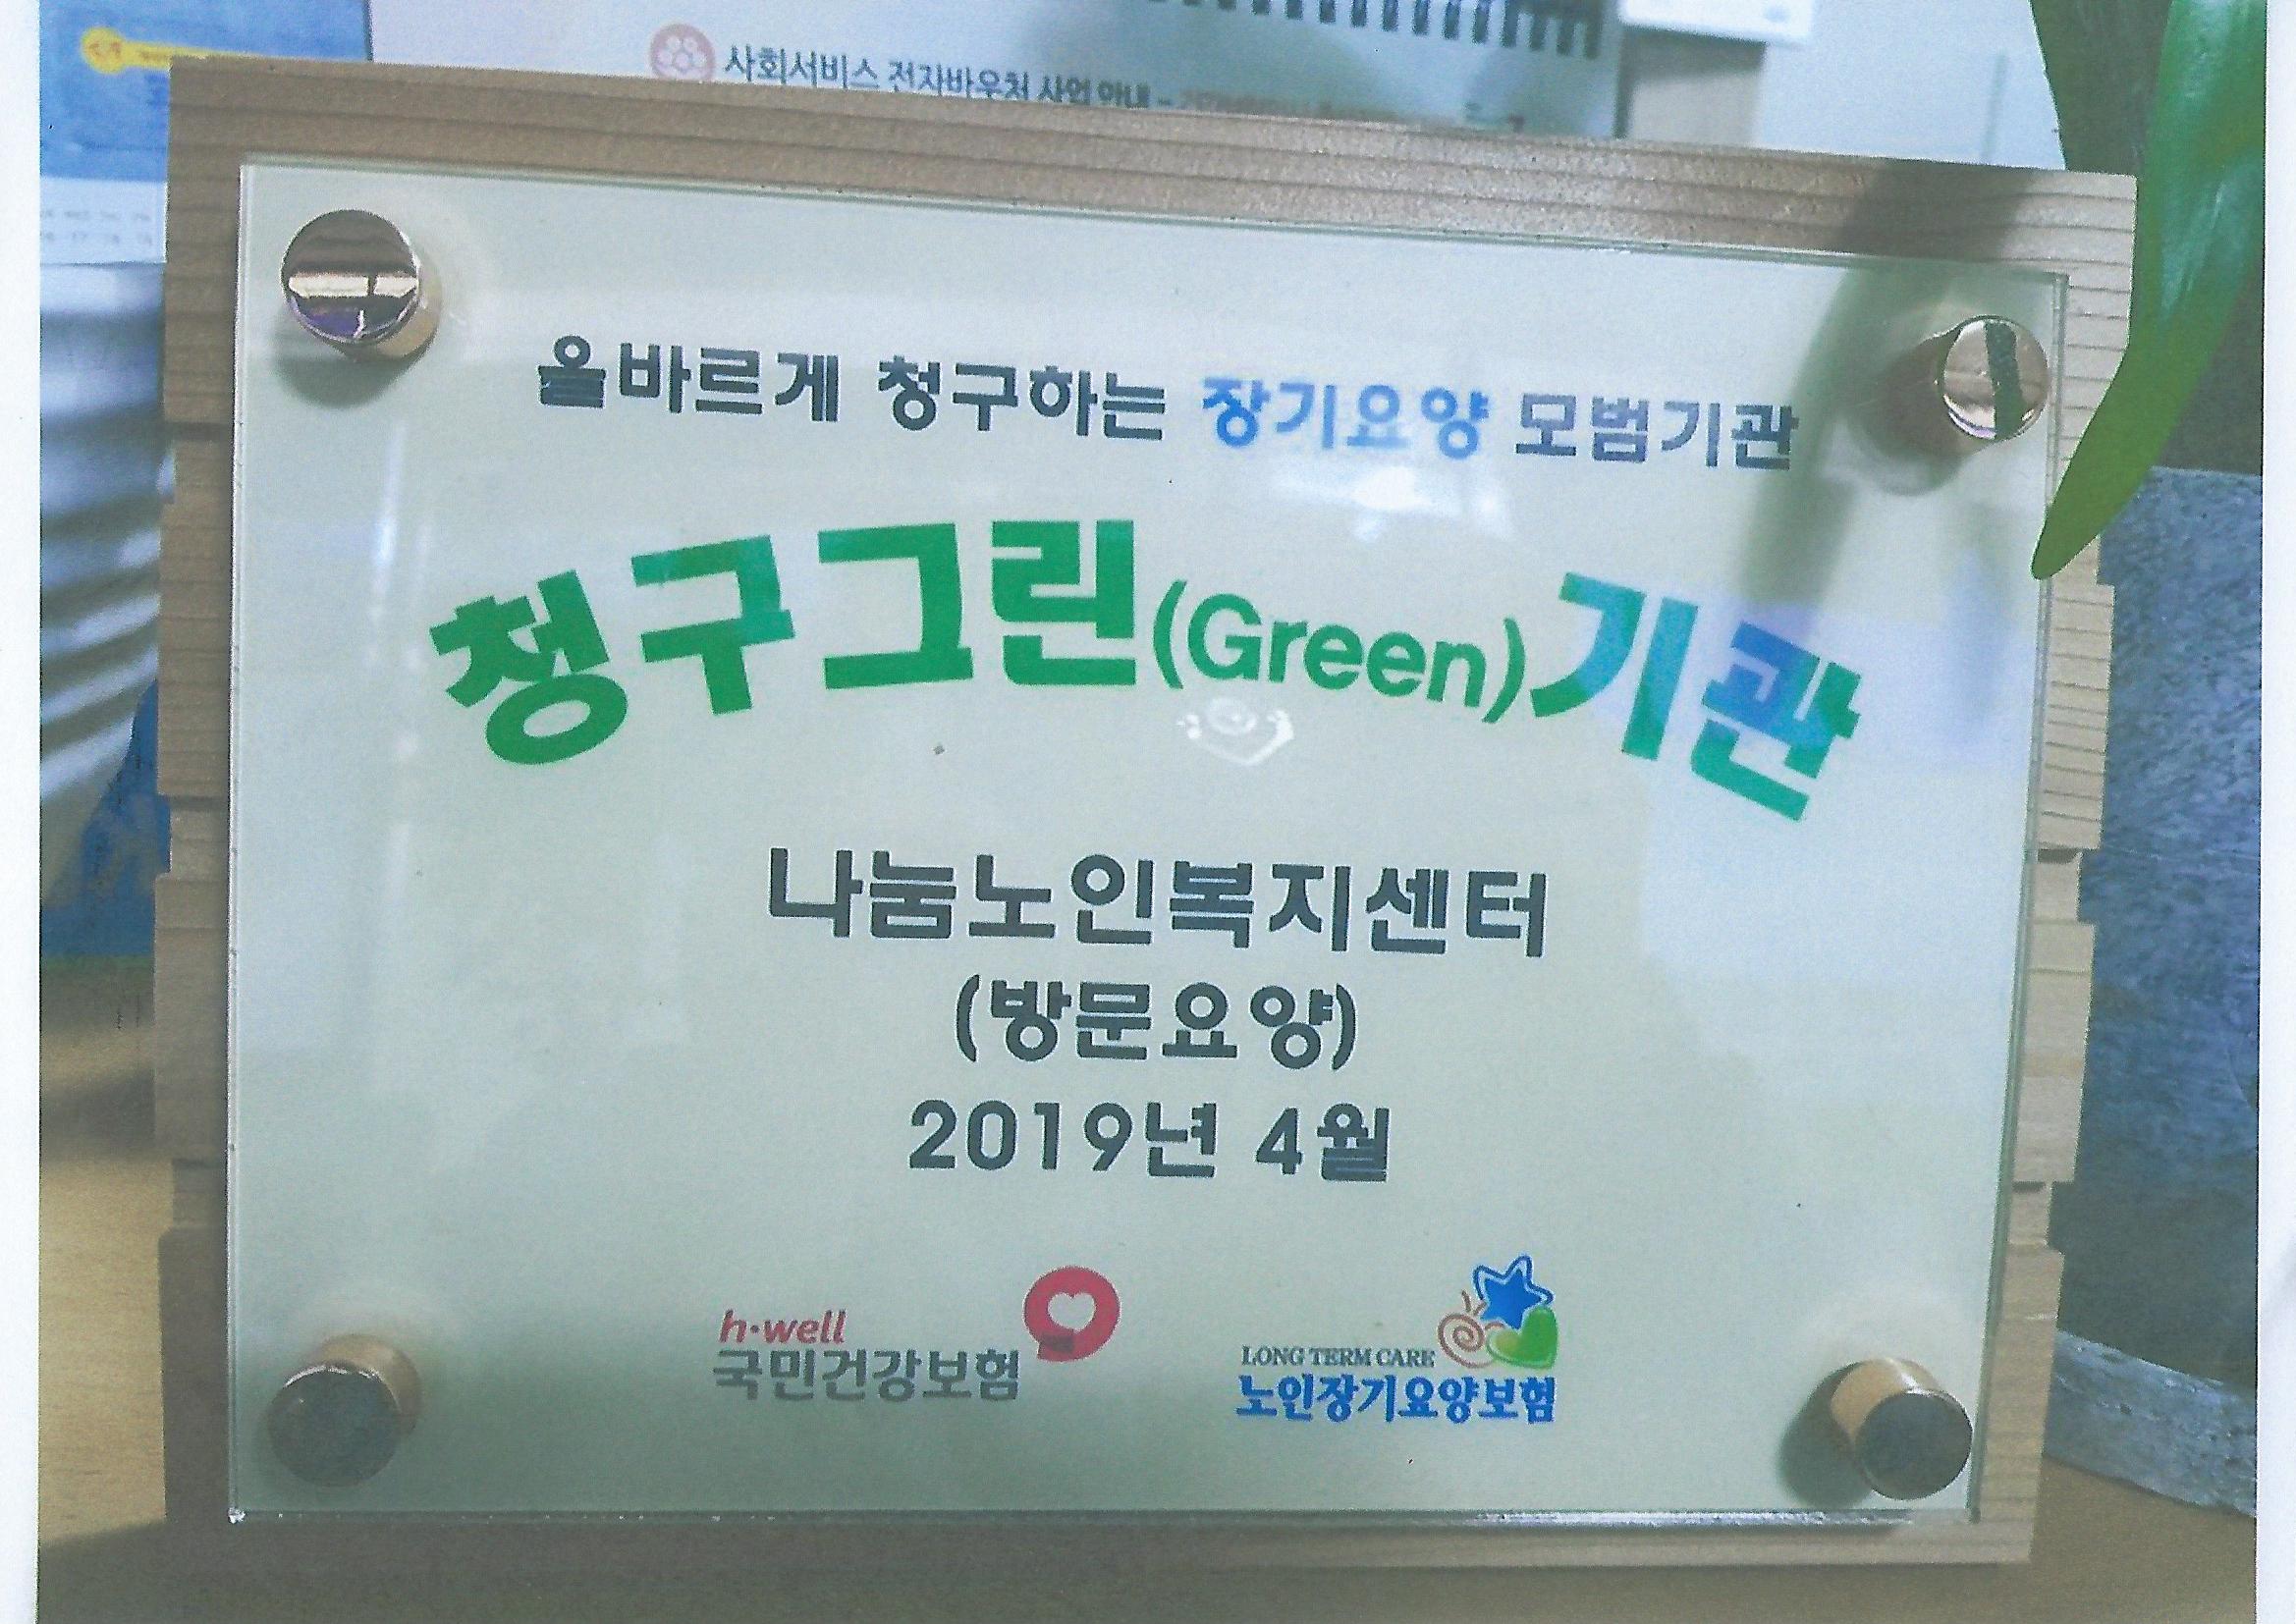 사회서비스 전자바우처 사업 안내 -
올바르게 청구하는 장기요양 모범기관
청구그린(Green)기관
나눔노인복지센터
(방문요양)
2019년 4월
h·well
국민건강보험
LONG TERM CARE
노인장기요양보험